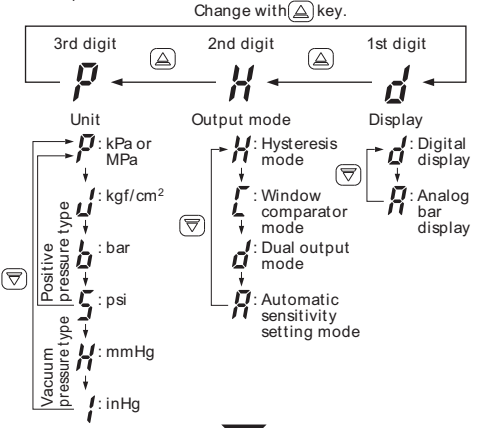 Change with key.
3rd digit 2nd digit 1st digit
P H d
Unit
P : kPa or
MPa
J : kgf/cm²
b : bar
5 : psi
H : mmHg
I : inHg
Positive
pressure type
Vacuum
pressure type
Output mode
H : Hysteresis
mode
C : Window
comparator
mode
d : Dual output
mode
A : Automatic
sensitivity
setting mode
Display
d : Digital
display
A : Analog
bar
display